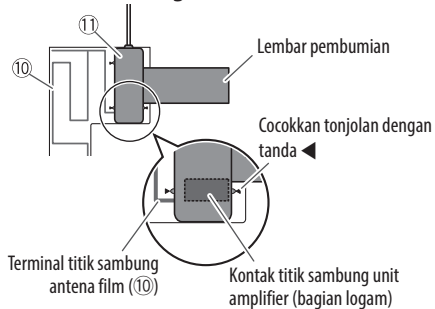 ⑪
⑩
Lembar pembumian
Cocokkan tonjolan dengan
tanda ◀
Terminal titik sambung
antena film (⑩)
Kontak titik sambung unit
amplifier (bagian logam)